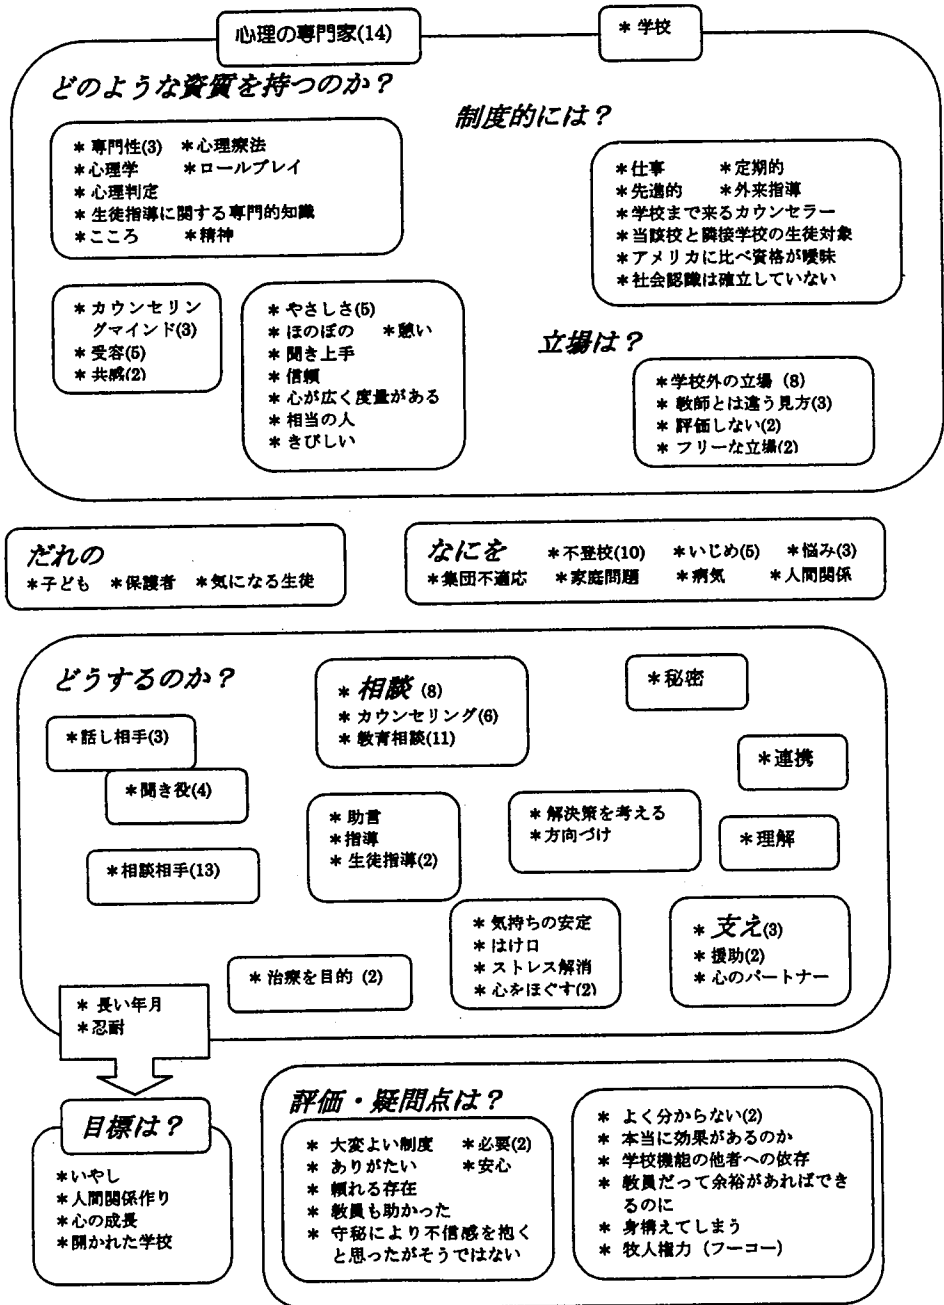 心理の専門家(14)
＊学校
どのような資質を持つのか？
＊専門性(3) ＊心理療法
＊心理学 ＊ロールプレイ
＊心理判定
＊生徒指導に関する専門的知識
＊こころ ＊精神
＊カウンセリン
グマインド(3)
＊受容(5)
＊共感(2)
＊やさしさ(5)
＊ほのぼの ＊憩い
＊聞き上手
＊信頼
＊心が広く度量がある
＊相当の人
＊きびしい
制度的には？
＊仕事 ＊定期的
＊先進的 ＊外来指導
＊学校まで来るカウンセラー
＊当該校と隣接学校の生徒対象
＊アメリカに比べ資格が曖昧
＊社会認識は確立していない
立場は？
＊学校外の立場 (8)
＊教師とは違う見方(3)
＊評価しない(2)
＊フリーな立場(2)
だれの
＊子ども ＊保護者 ＊気になる生徒
なにを ＊不登校(10) ＊いじめ(5) ＊悩み(3)
＊集団不適応 ＊家庭問題 ＊病気 ＊人間関係
どうするのか？
＊話し相手(3)
＊聞き役(4)
＊相談相手(13)
＊相談 (8)
＊カウンセリング(6)
＊教育相談(11)
＊秘密
＊連携
＊助言
＊指導
＊生徒指導(2)
＊解決策を考える
＊方向づけ
＊理解
＊気持ちの安定
＊はけ口
＊ストレス解消
＊心をほぐす(2)
＊支え(3)
＊援助(2)
＊心のパートナー
＊治療を目的 (2)
＊長い年月
＊忍耐
目標は？
＊いやし
＊人間関係作り
＊心の成長
＊開かれた学校
評価・疑問点は？
＊大変よい制度 ＊必要(2)
＊ありがたい ＊安心
＊頼れる存在
＊教員も助かった
＊守秘により不信感を抱く
と思ったがそうではない
＊よく分からない(2)
＊本当に効果があるのか
＊学校機能の他者への依存
＊教員だって余裕があればでき
るのに
＊身構えてしまう
＊牧人権力（フーコー）